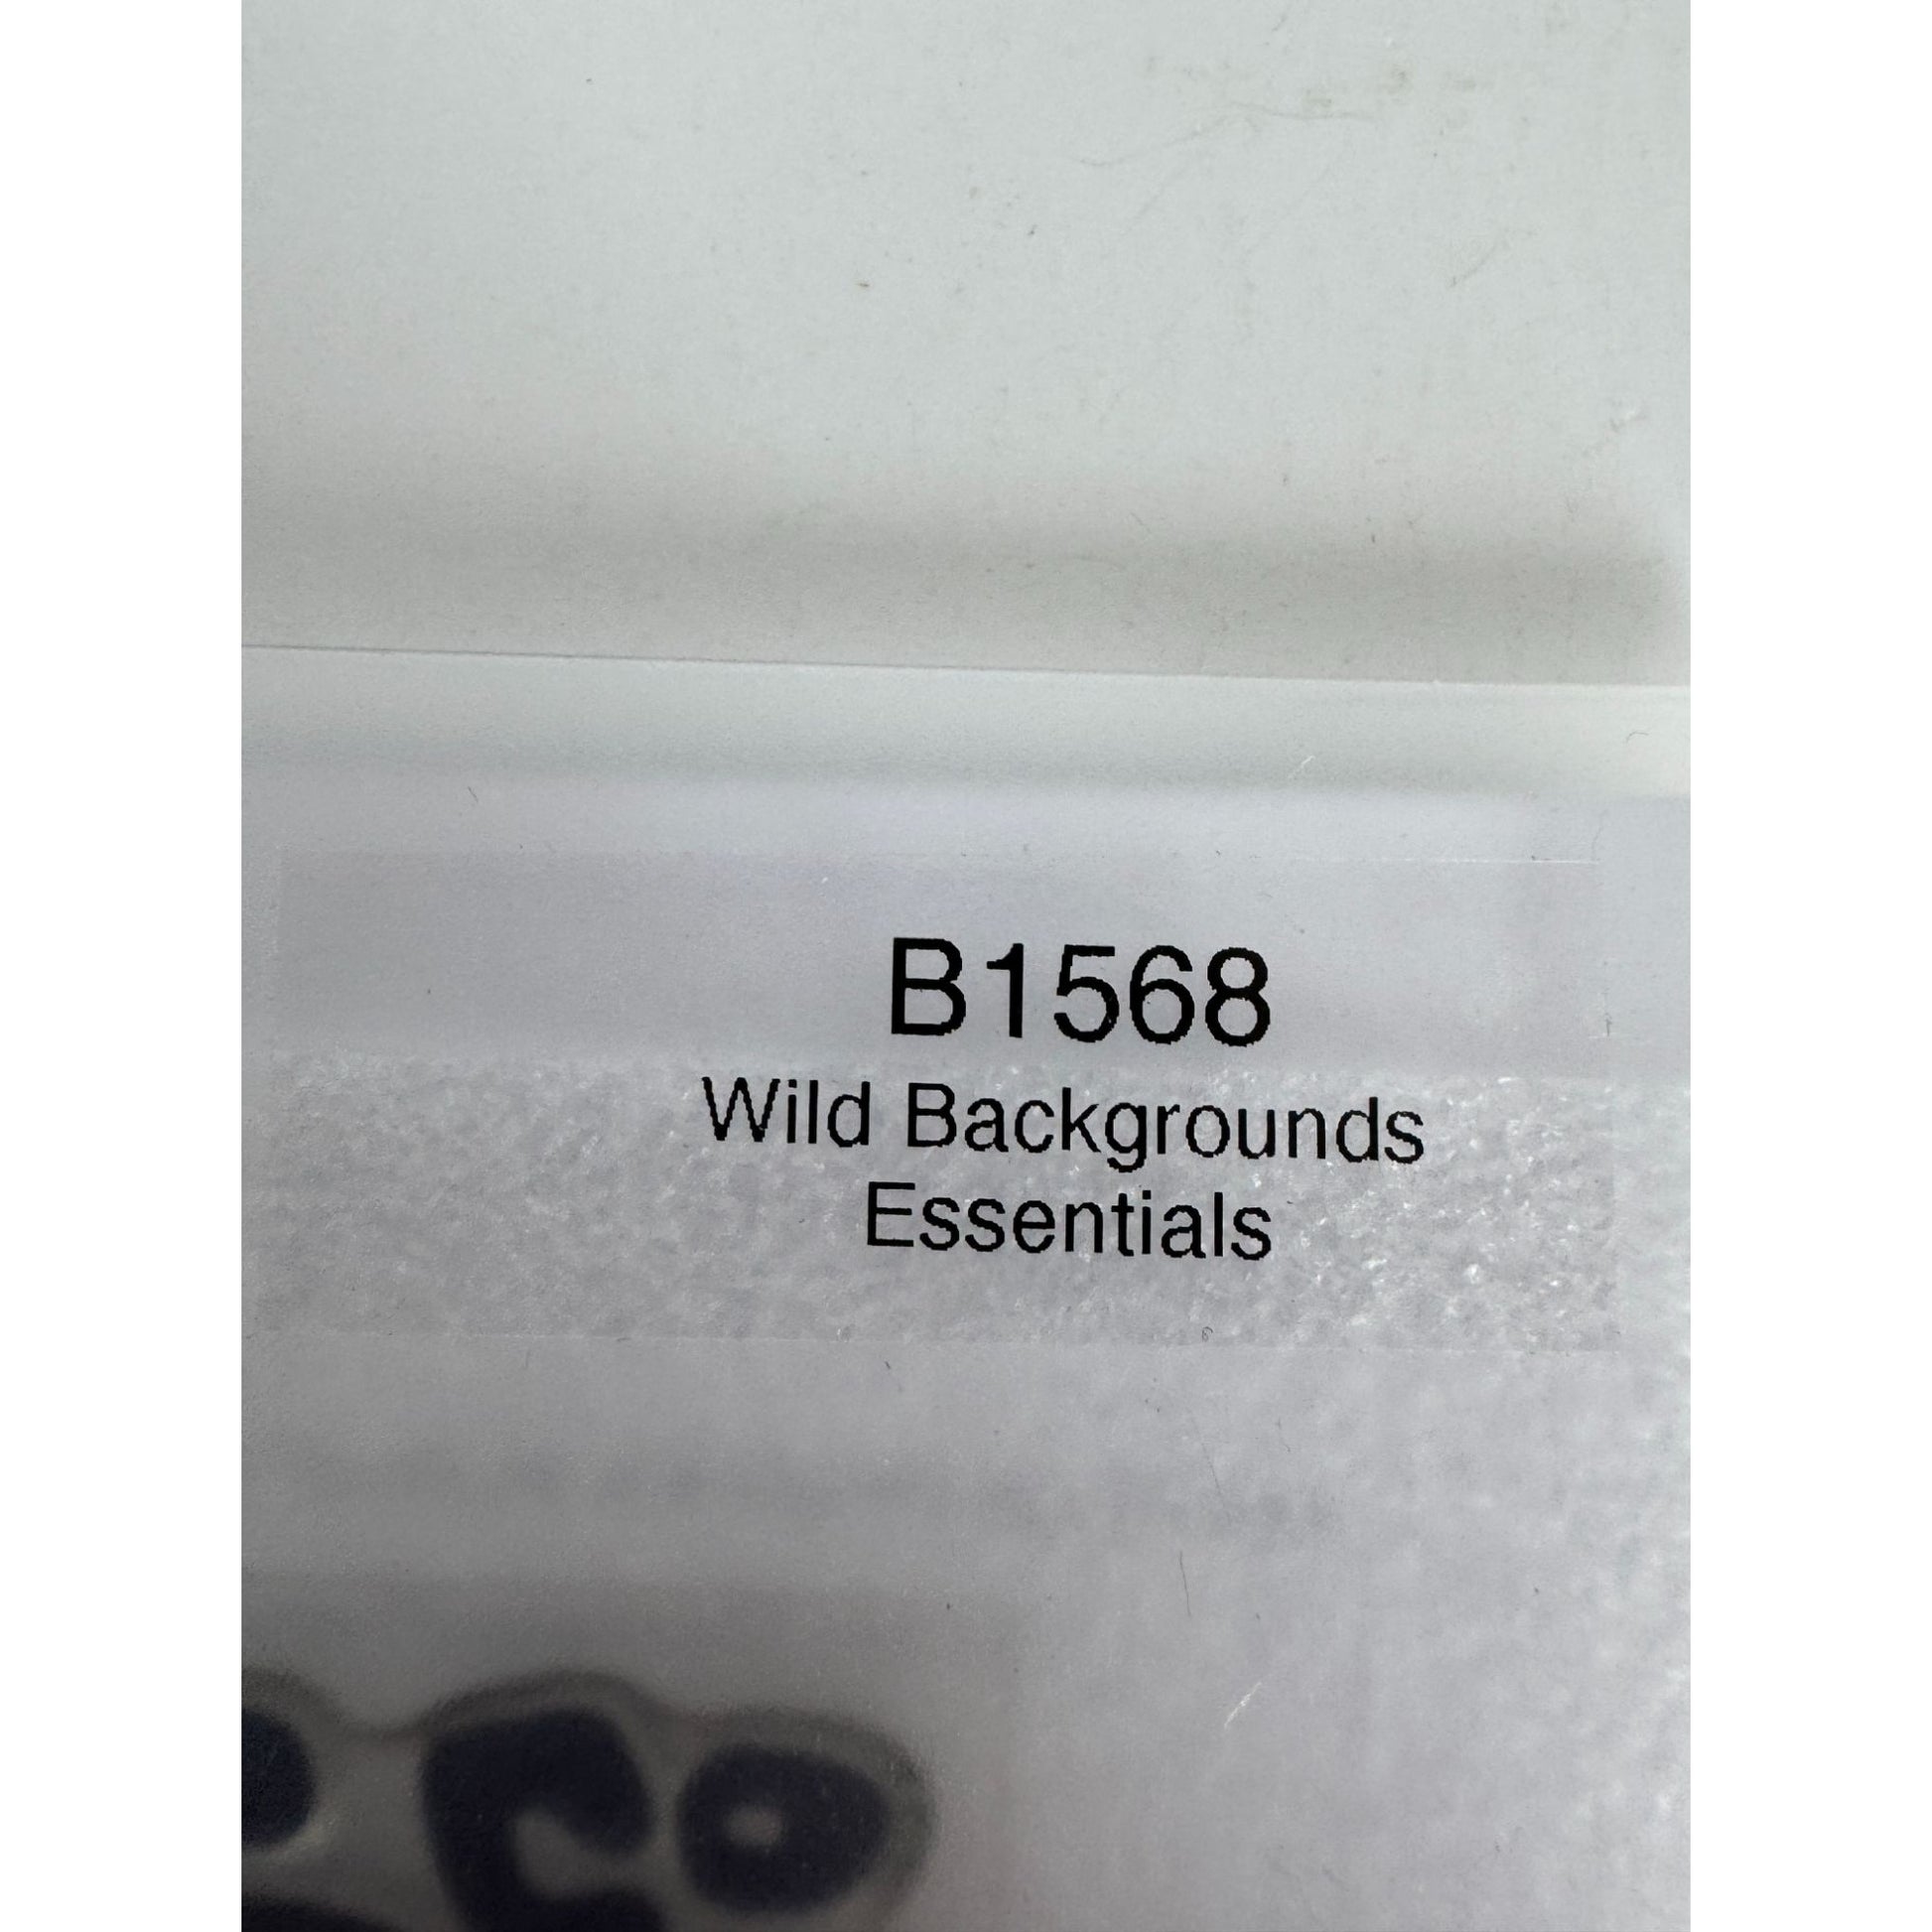 B1568
Wild Backgrounds
Essentials